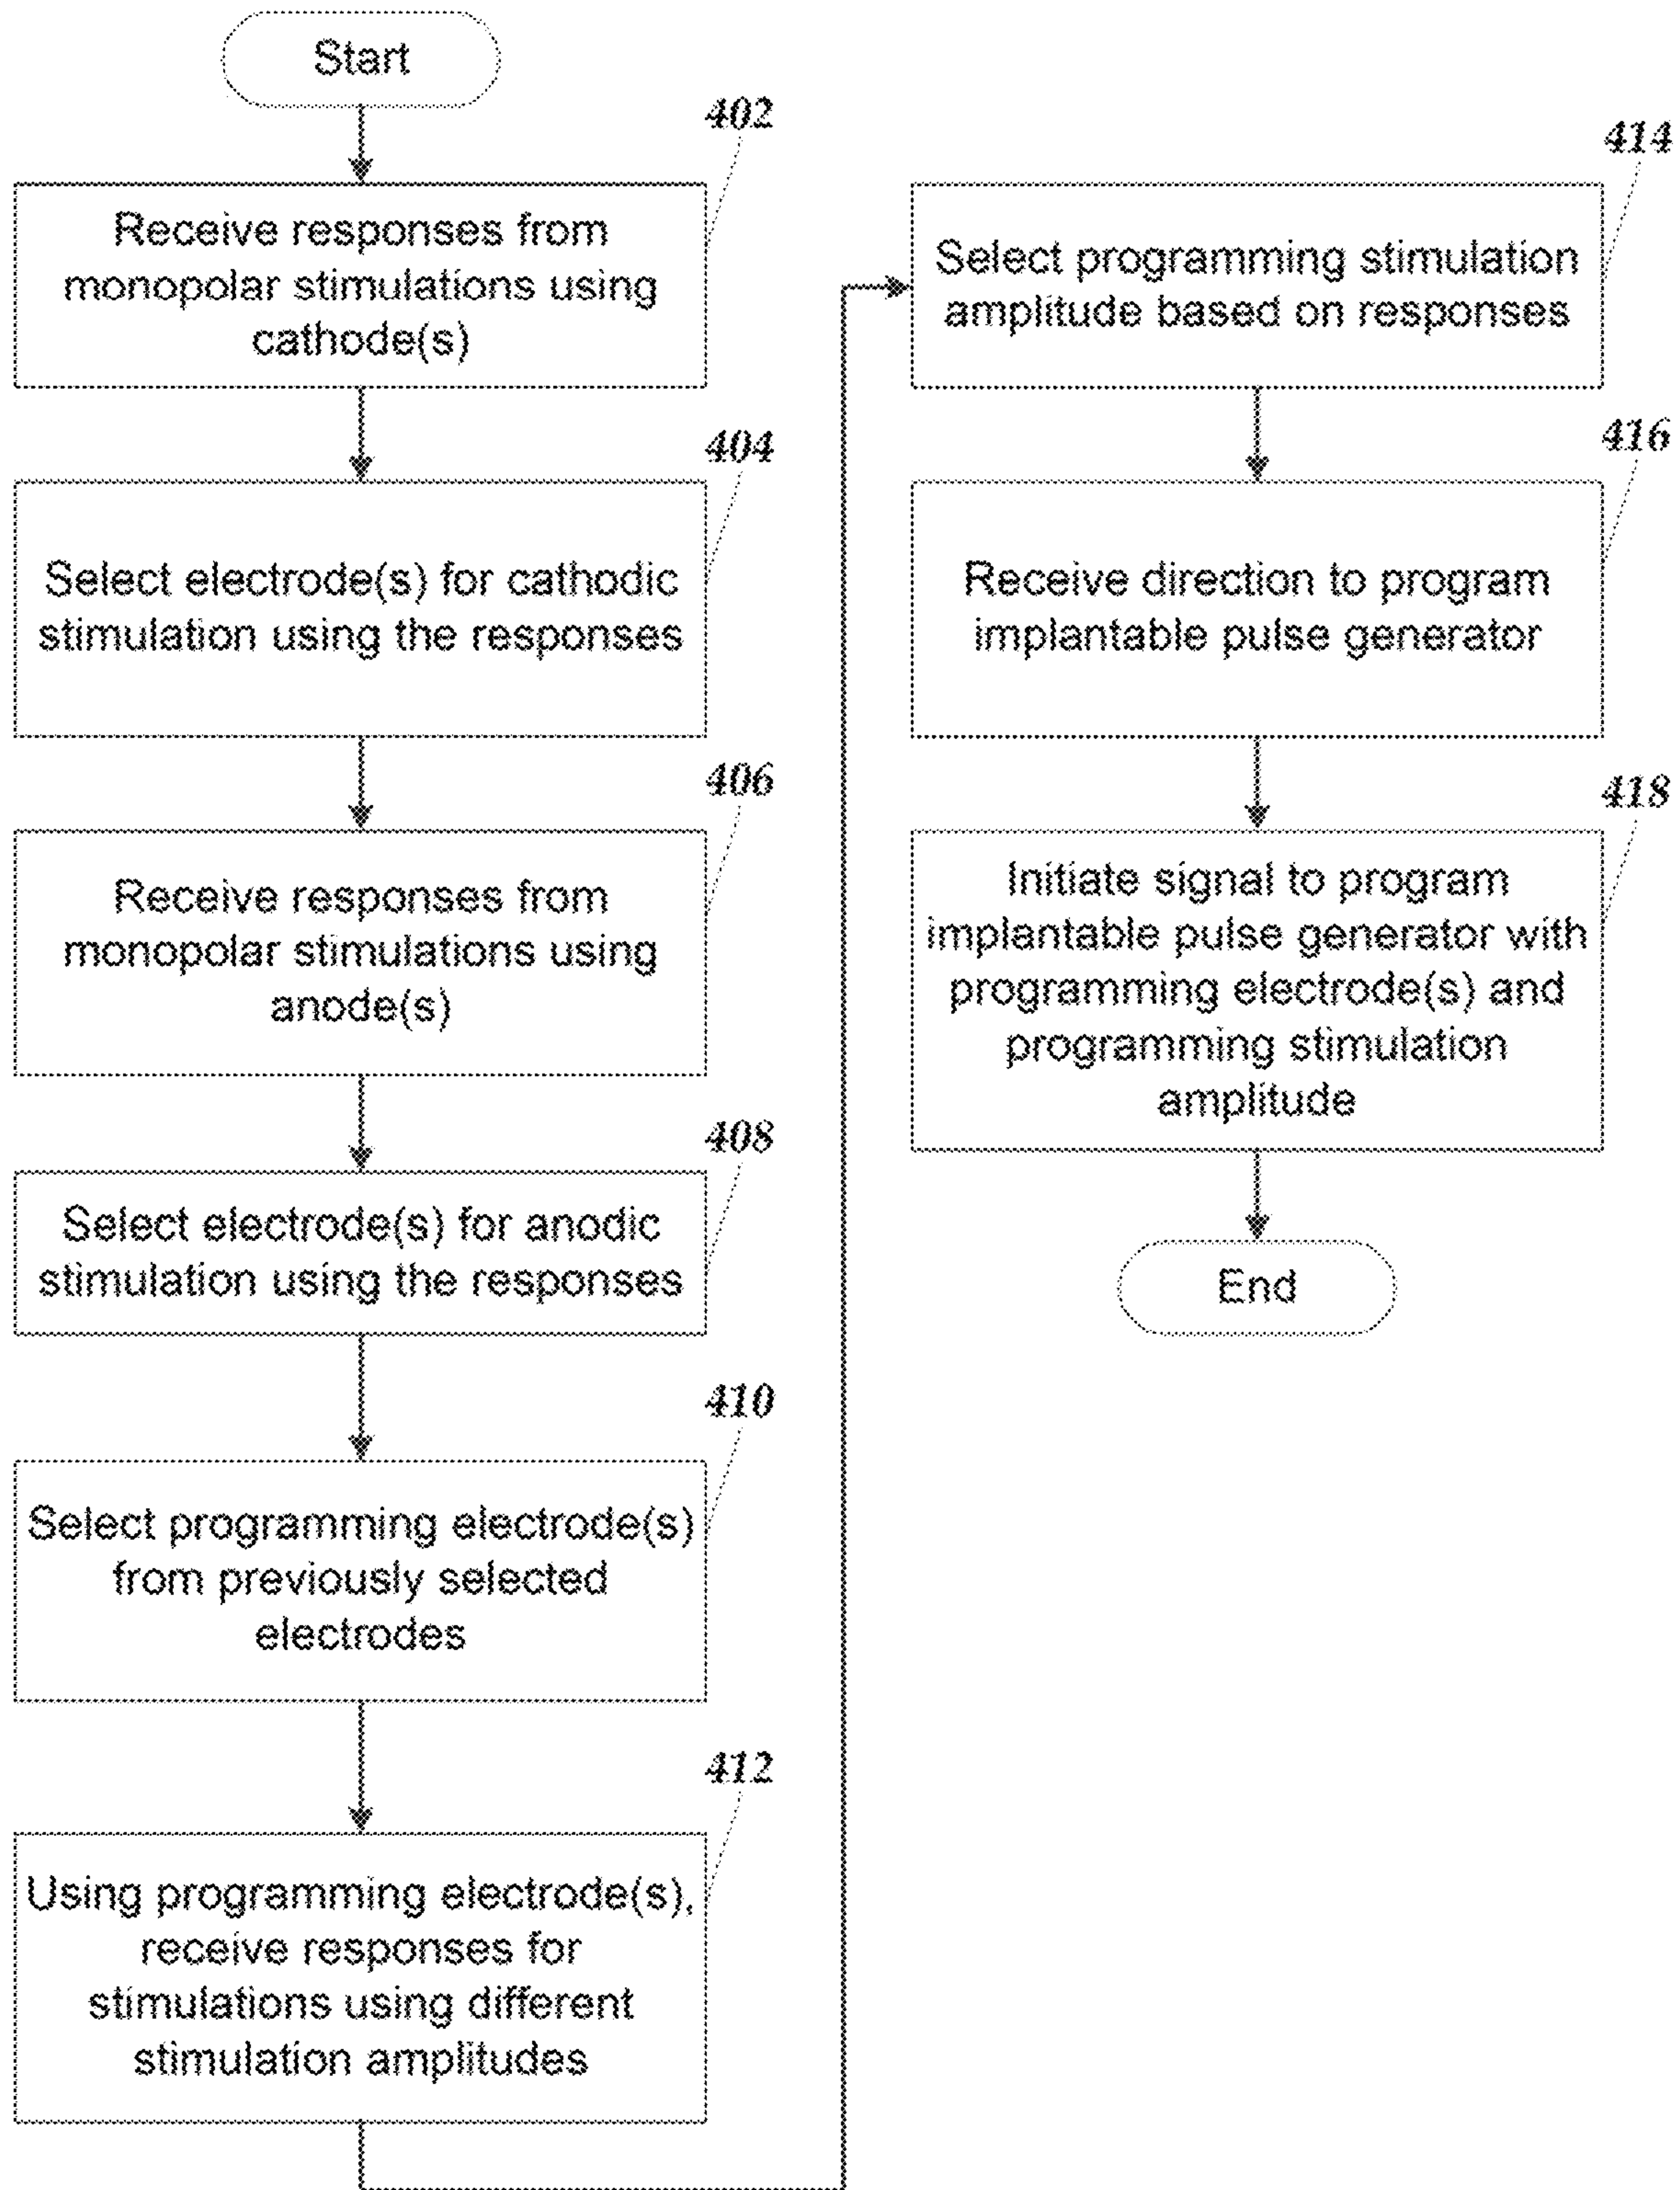 Start
402
Receive responses from
monopolar stimulations using
cathode(s)
404
Select electrode(s) for cathodic
stimulation using the responses
406
Receive responses from
monopolar stimulations using
anode(s)
408
Select electrode(s) for anodic
stimulation using the responses
410
Select programming electrode(s)
from previously selected
electrodes
412
Using programming electrode(s),
receive responses for
stimulations using different
stimulation amplitudes
414
Select programming stimulation
amplitude based on responses
416
Receive direction to program
implantable pulse generator
418
Initiate signal to program
implantable pulse generator with
programming electrode(s) and
programming stimulation
amplitude
End